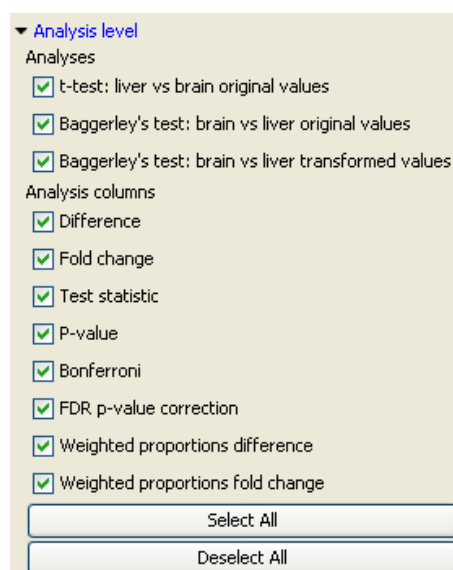 Analysis level
Analyses
t-test: liver vs brain original values
Baggerley's test: brain vs liver original values
Baggerley's test: brain vs liver transformed values
Analysis columns
Difference
Fold change
Test statistic
P-value
Bonferroni
FDR p-value correction
Weighted proportions difference
Weighted proportions fold change
Select All
Deselect All